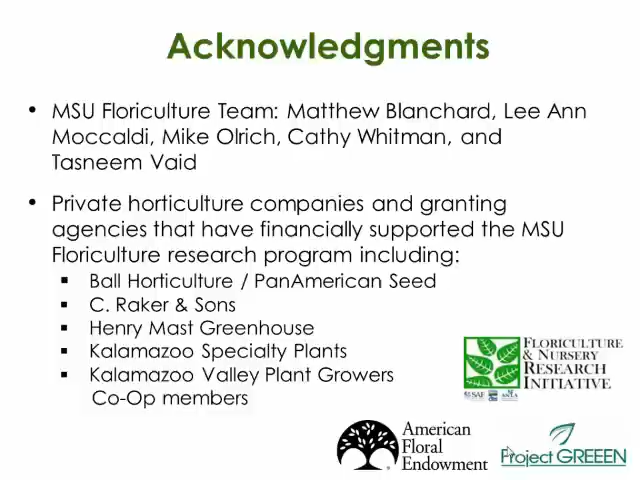 Acknowledgments
• MSU Floriculture Team: Matthew Blanchard, Lee Ann
Moccaldi, Mike Olrich, Cathy Whitman, and
Tasneem Vaid
• Private horticulture companies and granting
agencies that have financially supported the MSU
Floriculture research program including:
▪ Ball Horticulture / PanAmerican Seed
▪ C. Raker & Sons
▪ Henry Mast Greenhouse
▪ Kalamazoo Specialty Plants
▪ Kalamazoo Valley Plant Growers
Co-Op members
FLORICULTURE
& NURSERY
RESEARCH
INITIATIVE
SAF
ANLA
American
Floral
Endowment
Project GREEEN